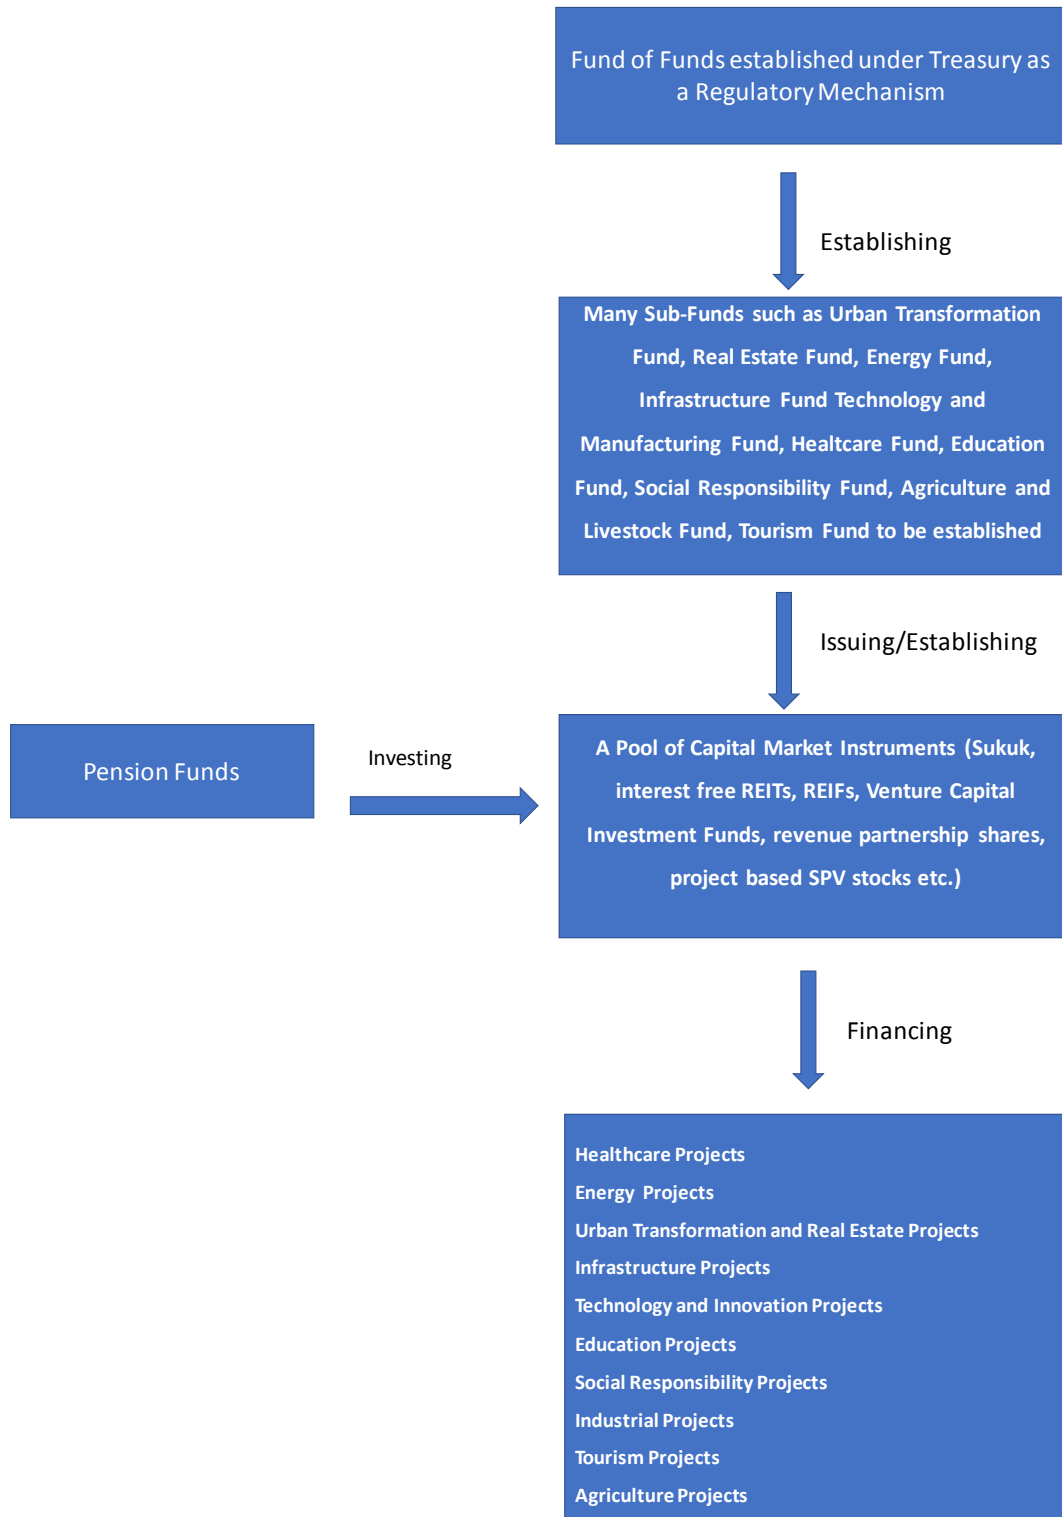 Fund of Funds established under Treasury as
a Regulatory Mechanism
Establishing
Many Sub-Funds such as Urban Transformation
Fund, Real Estate Fund, Energy Fund,
Infrastructure Fund Technology and
Manufacturing Fund, Healtcare Fund, Education
Fund, Social Responsibility Fund, Agriculture and
Livestock Fund, Tourism Fund to be established
Issuing/Establishing
Pension Funds
Investing
A Pool of Capital Market Instruments (Sukuk,
interest free REITs, REIFs, Venture Capital
Investment Funds, revenue partnership shares,
project based SPV stocks etc.)
Financing
Healthcare Projects
Energy Projects
Urban Transformation and Real Estate Projects
Infrastructure Projects
Technology and Innovation Projects
Education Projects
Social Responsibility Projects
Industrial Projects
Tourism Projects
Agriculture Projects